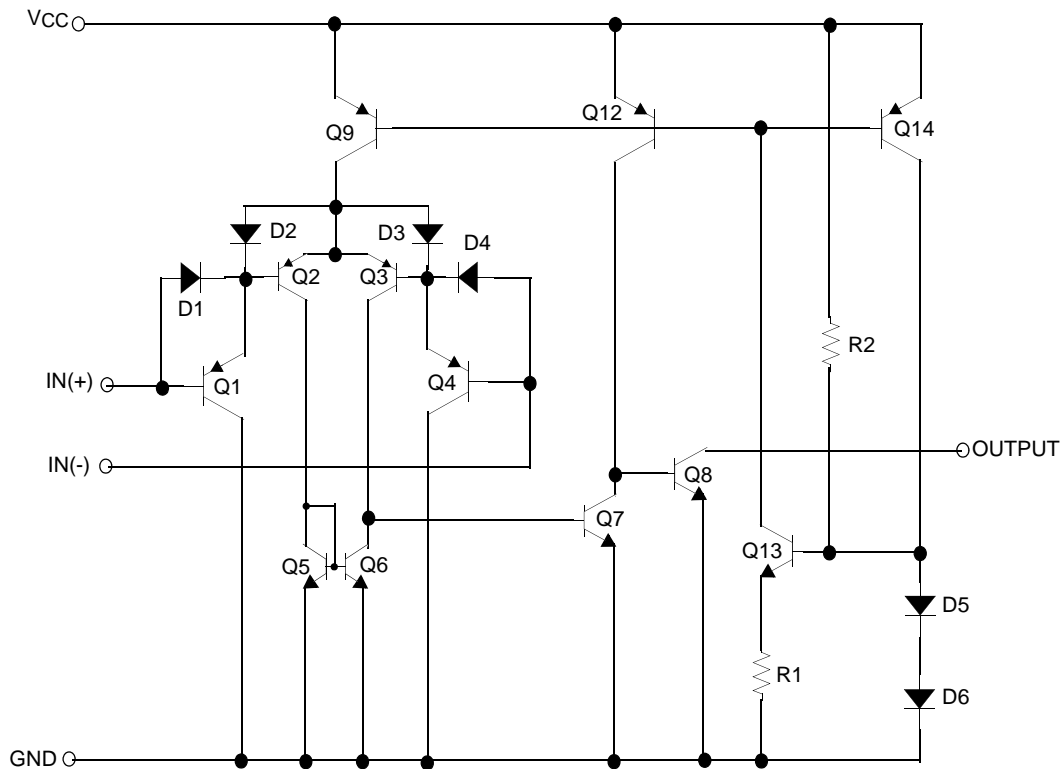 VCC
Q9
Q12
Q14
D2
D3
D4
Q2
Q3
D1
R2
IN(+)
Q1
Q4
IN(-)
OUTPUT
Q8
Q7
Q13
Q5
Q6
D5
R1
D6
GND